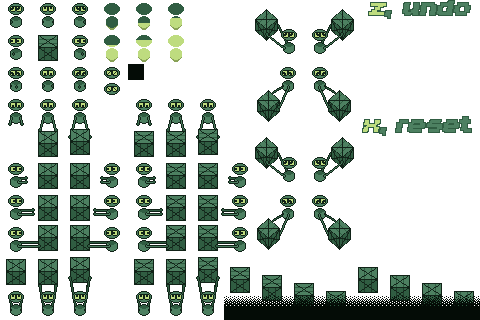 z, undo
x, reset